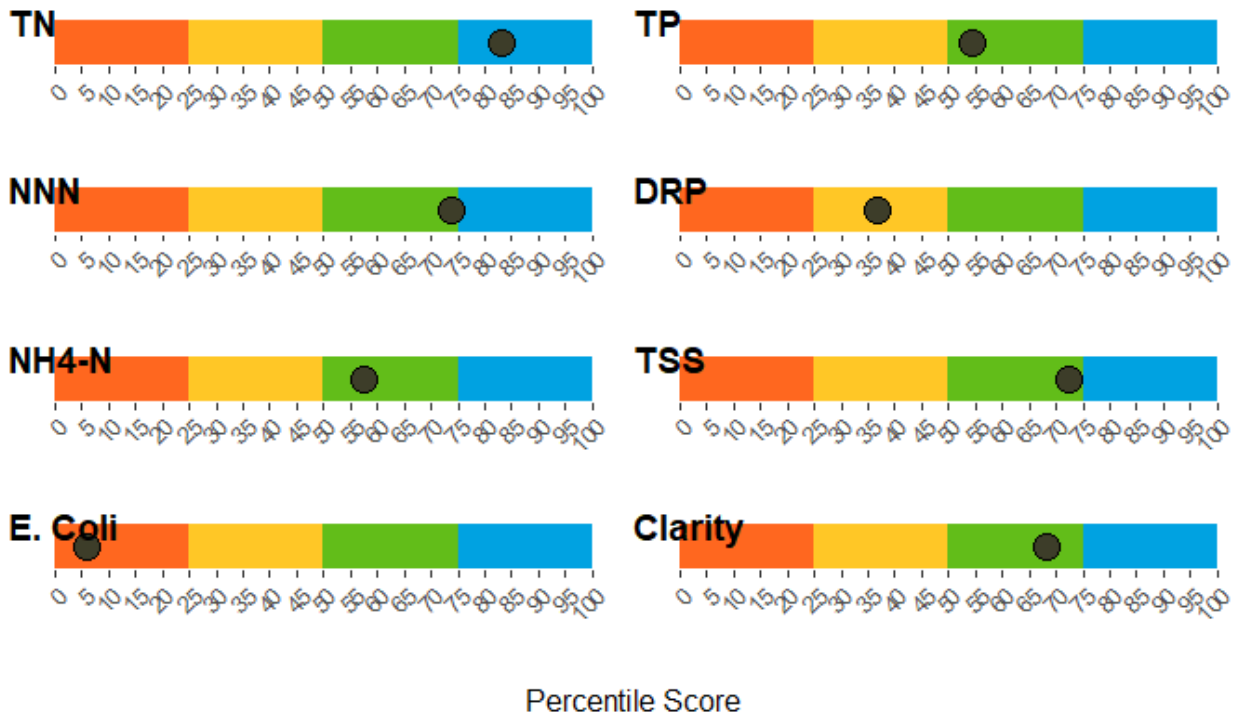 TN TP
0 5 10 15 20 25 30 35 40 45 50 55 60 65 70 75 80 85 90 95 100 0 5 10 15 20 25 30 35 40 45 50 55 60 65 70 75 80 85 90 95 100
NNN DRP
0 5 10 15 20 25 30 35 40 45 50 55 60 65 70 75 80 85 90 95 100 0 5 10 15 20 25 30 35 40 45 50 55 60 65 70 75 80 85 90 95 100
NH4-N TSS
0 5 10 15 20 25 30 35 40 45 50 55 60 65 70 75 80 85 90 95 100 0 5 10 15 20 25 30 35 40 45 50 55 60 65 70 75 80 85 90 95 100
E. Coli Clarity
0 5 10 15 20 25 30 35 40 45 50 55 60 65 70 75 80 85 90 95 100 0 5 10 15 20 25 30 35 40 45 50 55 60 65 70 75 80 85 90 95 100
Percentile Score